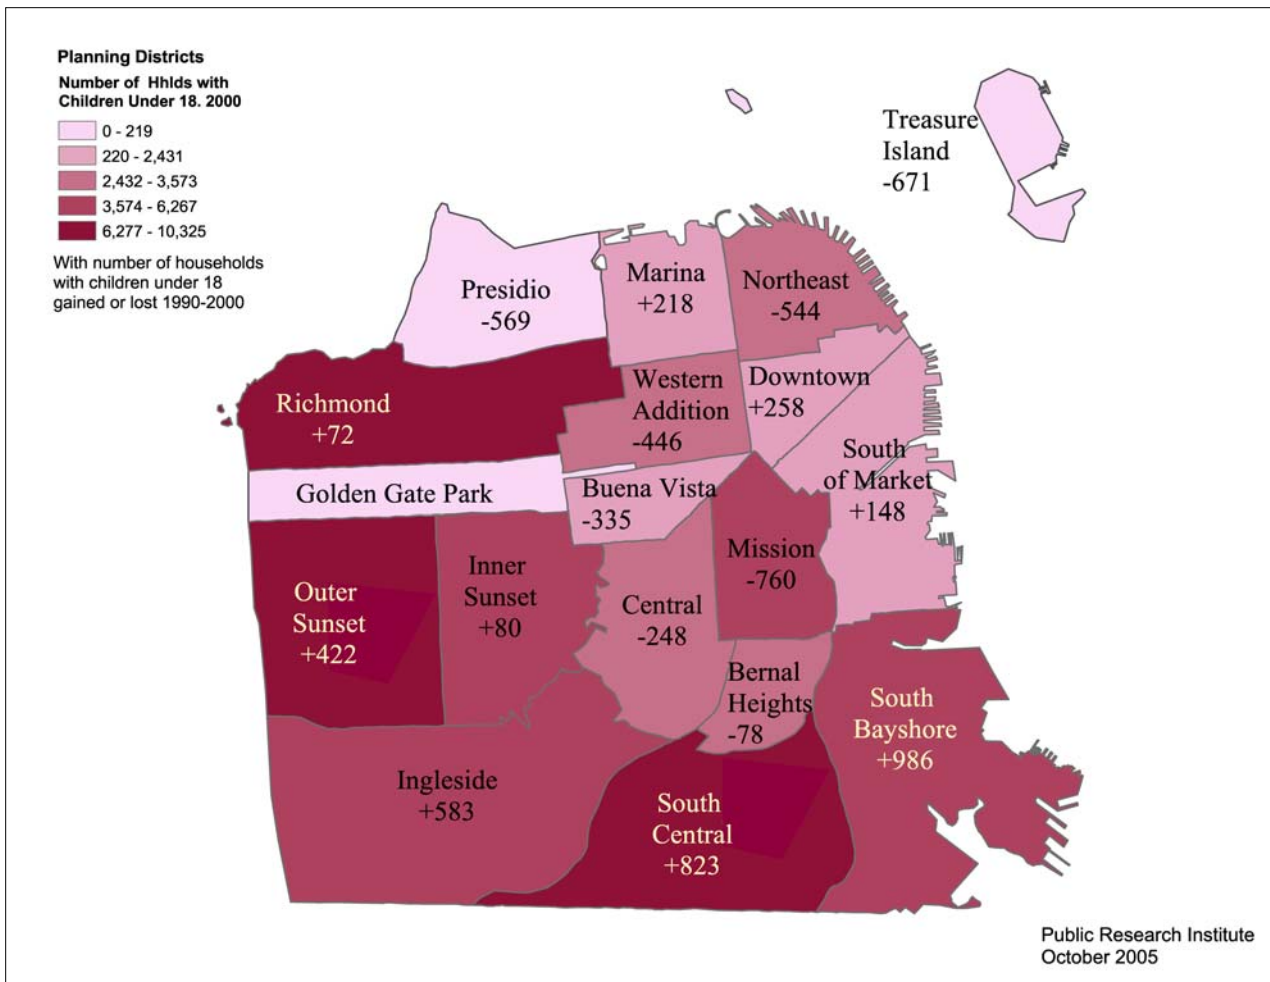 Planning Districts
Number of Hhlds with
Children Under 18. 2000
0 - 219
220 - 2,431
2,432 - 3,573
3,574 - 6,267
6,277 - 10,325
With number of households
with children under 18
gained or lost 1990-2000
Treasure
Island
-671
Presidio
-569
Marina
+218
Northeast
-544
Richmond
+72
Western
Addition
-446
Downtown
+258
South
of Market
+148
Golden Gate Park
Buena Vista
-335
Mission
-760
Outer
Sunset
+422
Inner
Sunset
+80
Central
-248
Bernal
Heights
-78
South
Bayshore
+986
Ingleside
+583
South
Central
+823
Public Research Institute
October 2005